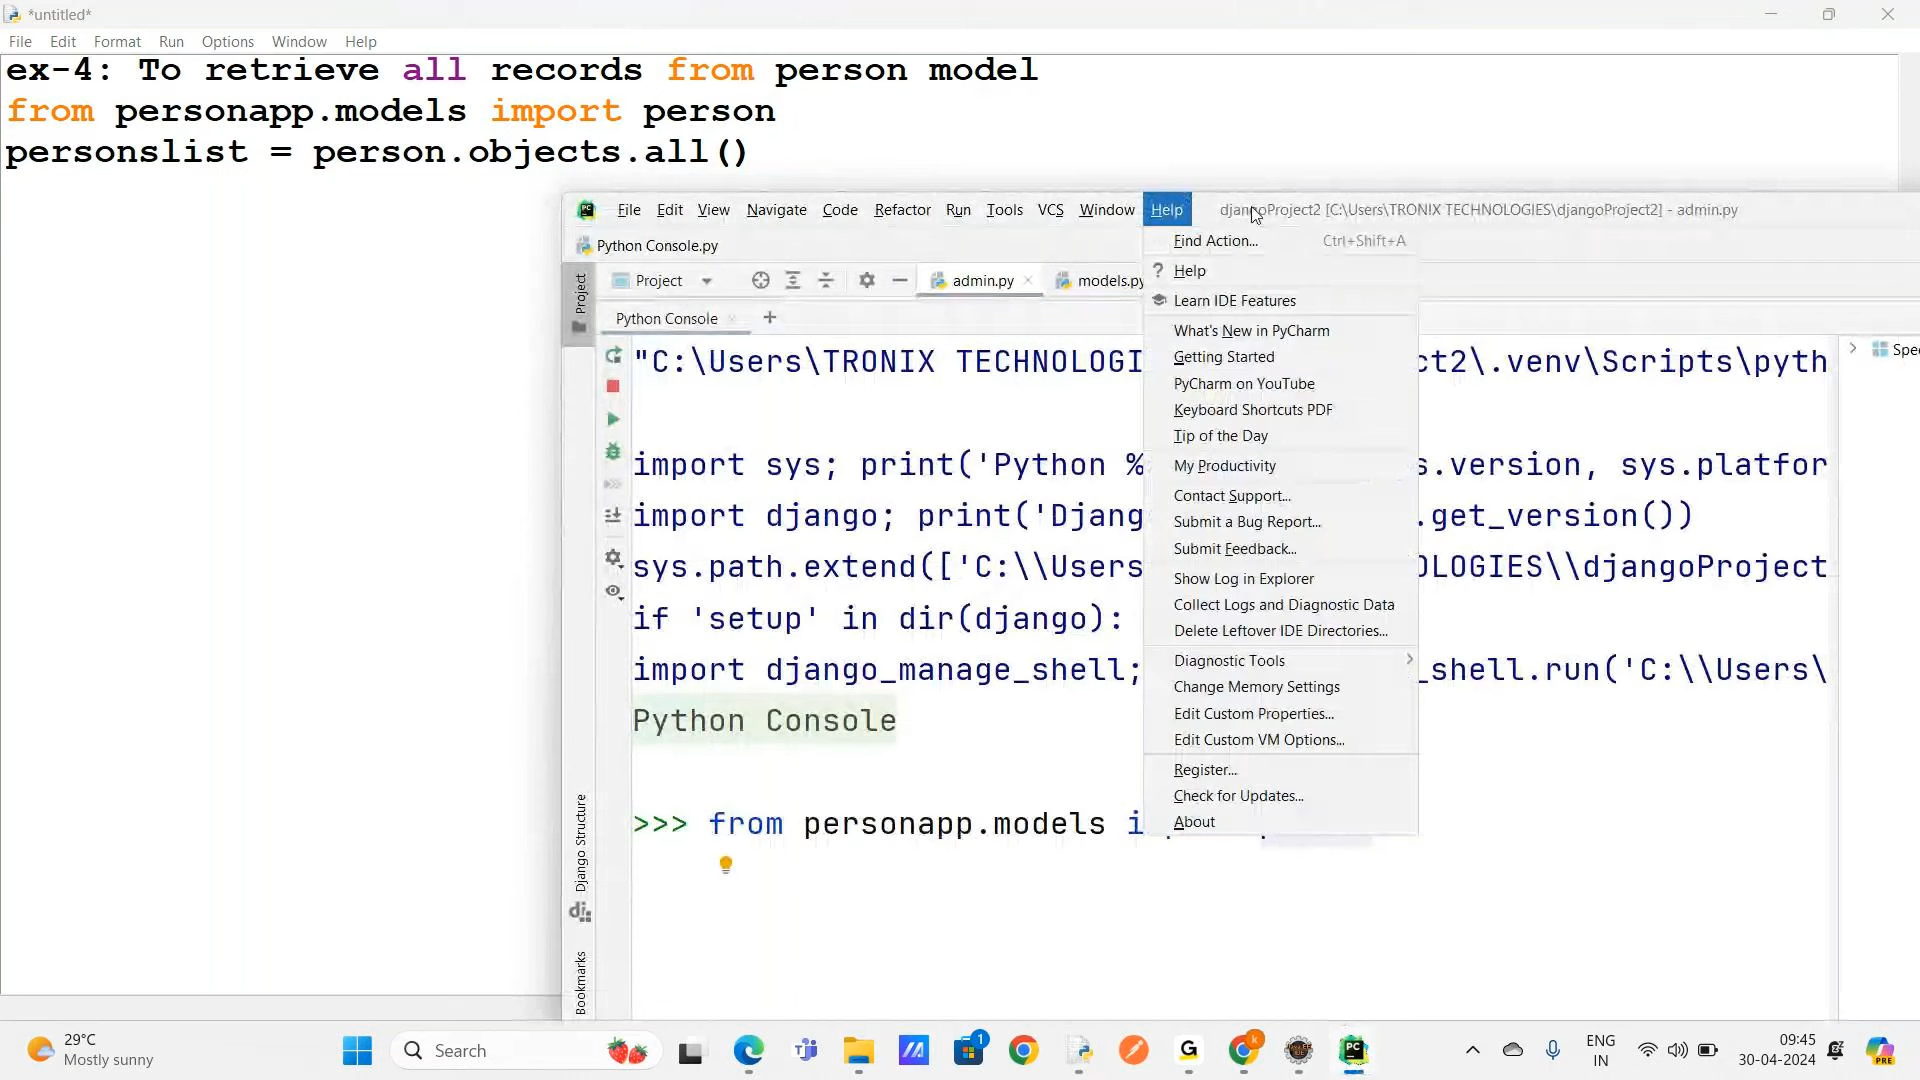 *untitled*
File Edit Format Run Options Window Help
ex-4: To retrieve all records from person model
from personapp.models import person
personslist = person.objects.all()
File Edit View Navigate Code Refactor Run Tools VCS Window Help djangoProject2 [C:\Users\TRONIX TECHNOLOGIES\djangoProject2] - admin.py
Python Console.py
Project admin.py models.py
Python Console
Project
Django Structure
Bookmarks
"C:\Users\TRONIX TECHNOLOGI ct2\.venv\Scripts\pyth
import sys; print('Python % s.version, sys.platfor
import django; print('Djang .get_version())
sys.path.extend(['C:\\Users OLOGIES\\djangoProject
if 'setup' in dir(django):
import django_manage_shell; _shell.run('C:\\Users\
Python Console
>>> from personapp.models i
Find Action... Ctrl+Shift+A
? Help
Learn IDE Features
What's New in PyCharm
Getting Started
PyCharm on YouTube
Keyboard Shortcuts PDF
Tip of the Day
My Productivity
Contact Support...
Submit a Bug Report...
Submit Feedback...
Show Log in Explorer
Collect Logs and Diagnostic Data
Delete Leftover IDE Directories...
Diagnostic Tools
Change Memory Settings
Edit Custom Properties...
Edit Custom VM Options...
Register...
Check for Updates...
About
Spec
29°C
Mostly sunny
Search
1
k
PC
ENG
IN
09:45
30-04-2024
PRE